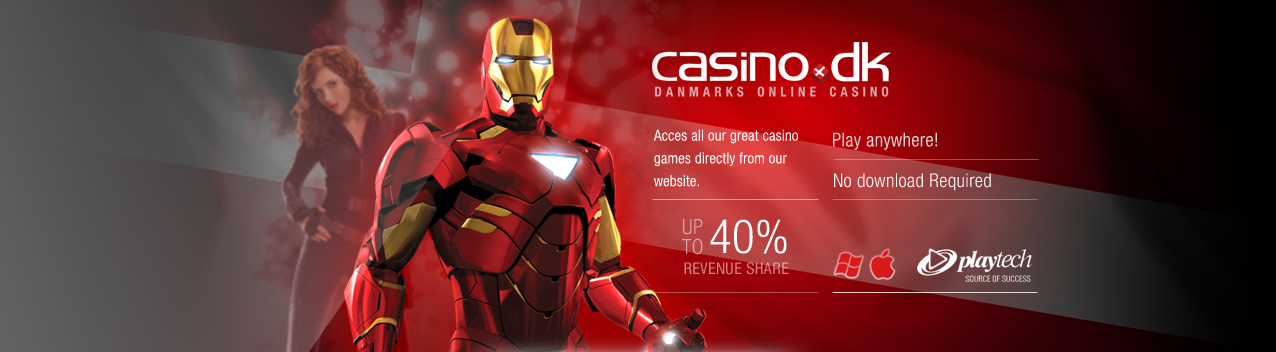 casino.dk
DANMARKS ONLINE CASINO
Acces all our great casino
games directly from our
website.
UP
TO 40%
REVENUE SHARE
Play anywhere!
No download Required
playtech
SOURCE OF SUCCESS